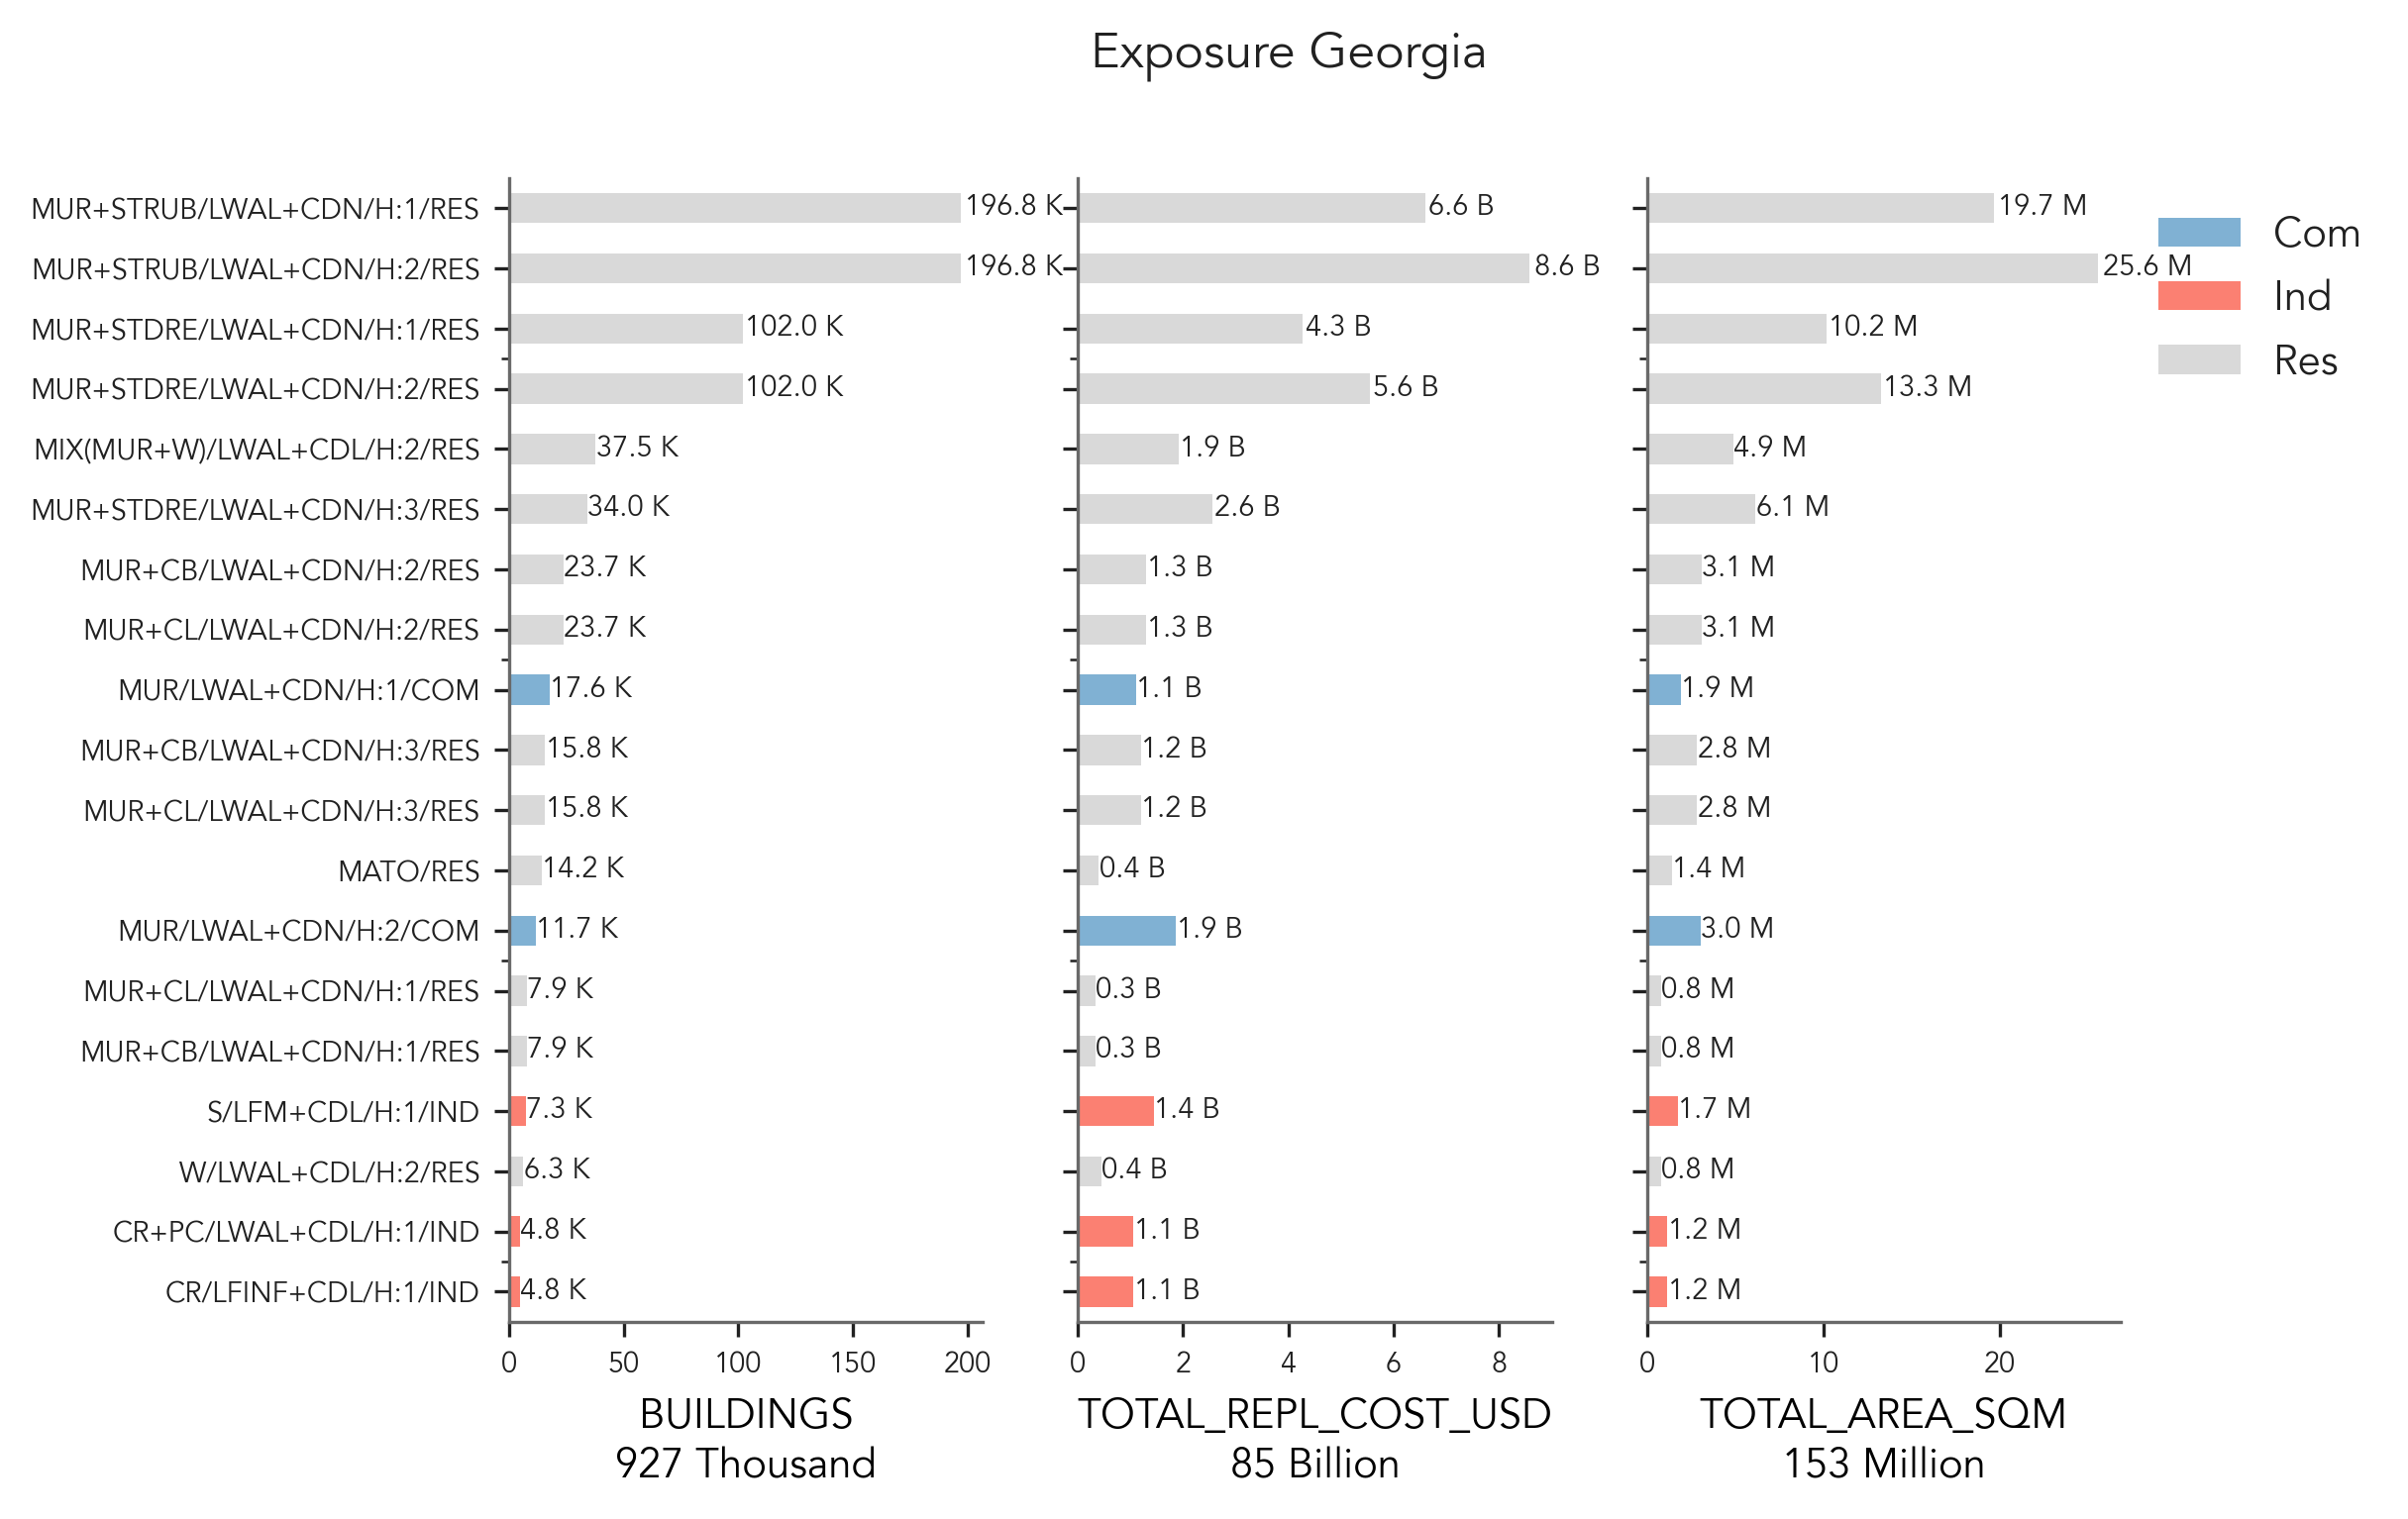 Exposure Georgia
MUR+STRUB/LWAL+CDN/H:1/RES 196.8 K 6.6 B 19.7 M
Com
MUR+STRUB/LWAL+CDN/H:2/RES 196.8 K 8.6 B 25.6 M
Ind
MUR+STDRE/LWAL+CDN/H:1/RES 102.0 K 4.3 B 10.2 M
Res
MUR+STDRE/LWAL+CDN/H:2/RES 102.0 K 5.6 B 13.3 M
MIX(MUR+W)/LWAL+CDL/H:2/RES 37.5 K 1.9 B 4.9 M
MUR+STDRE/LWAL+CDN/H:3/RES 34.0 K 2.6 B 6.1 M
MUR+CB/LWAL+CDN/H:2/RES 23.7 K 1.3 B 3.1 M
MUR+CL/LWAL+CDN/H:2/RES 23.7 K 1.3 B 3.1 M
MUR/LWAL+CDN/H:1/COM 17.6 K 1.1 B 1.9 M
MUR+CB/LWAL+CDN/H:3/RES 15.8 K 1.2 B 2.8 M
MUR+CL/LWAL+CDN/H:3/RES 15.8 K 1.2 B 2.8 M
MATO/RES 14.2 K 0.4 B 1.4 M
MUR/LWAL+CDN/H:2/COM 11.7 K 1.9 B 3.0 M
MUR+CL/LWAL+CDN/H:1/RES 7.9 K 0.3 B 0.8 M
MUR+CB/LWAL+CDN/H:1/RES 7.9 K 0.3 B 0.8 M
S/LFM+CDL/H:1/IND 7.3 K 1.4 B 1.7 M
W/LWAL+CDL/H:2/RES 6.3 K 0.4 B 0.8 M
CR+PC/LWAL+CDL/H:1/IND 4.8 K 1.1 B 1.2 M
CR/LFINF+CDL/H:1/IND 4.8 K 1.1 B 1.2 M
0 50 100 150 200 0 2 4 6 8 0 10 20
BUILDINGS TOTAL_REPL_COST_USD TOTAL_AREA_SQM
927 Thousand 85 Billion 153 Million